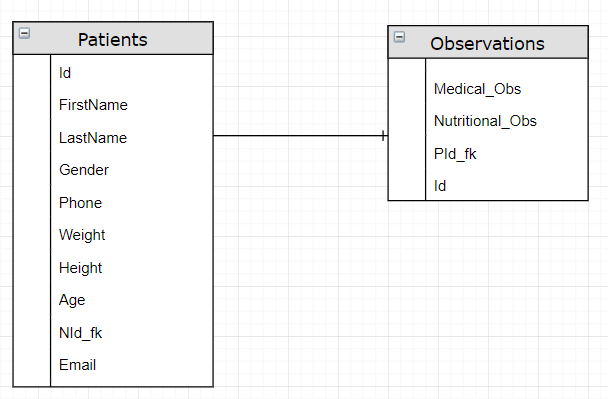 Patients
Id
FirstName
LastName
Gender
Phone
Weight
Height
Age
NId_fk
Email
Observations
Medical_Obs
Nutritional_Obs
PId_fk
Id